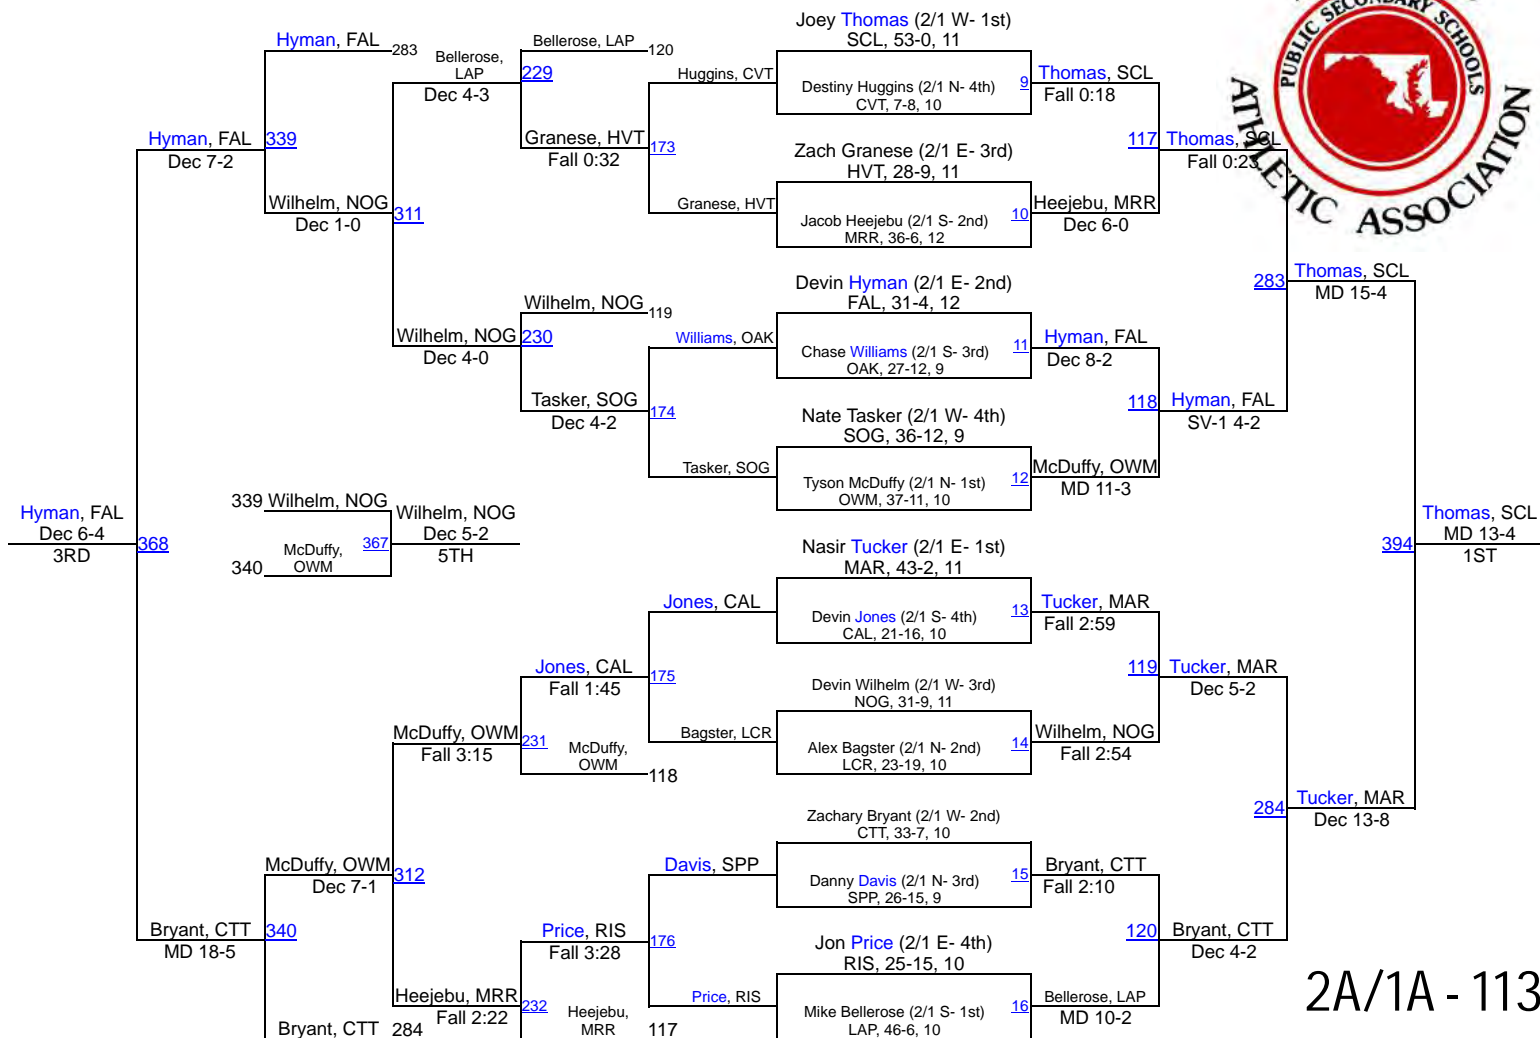 Hyman, FAL
283
Bellerose,
LAP
Dec 4-3
Bellerose, LAP
120
229
Hyman, FAL
Dec 7-2
339
Granese, HVT
Fall 0:32
Wilhelm, NOG
Dec 1-0
311
Huggins, CVT
173
Granese, HVT
Wilhelm, NOG
119
Wilhelm, NOG
Dec 4-0
230
Williams, OAK
Tasker, SOG
Dec 4-2
174
Tasker, SOG
Hyman, FAL
Dec 6-4
3RD
368
339 Wilhelm, NOG
McDuffy,
OWM
340
367
Wilhelm, NOG
Dec 5-2
5TH
Jones, CAL
Jones, CAL
Fall 1:45
175
Bagster, LCR
McDuffy, OWM
Fall 3:15
231
McDuffy,
OWM
118
McDuffy, OWM
Dec 7-1
312
Davis, SPP
Bryant, CTT
MD 18-5
340
Price, RIS
Fall 3:28
176
Price, RIS
Heejebu, MRR
Fall 2:22
232
Heejebu,
MRR
117
Bryant, CTT 284
Joey Thomas (2/1 W- 1st)
SCL, 53-0, 11
Destiny Huggins (2/1 N- 4th)
CVT, 7-8, 10
9
Thomas, SCL
Fall 0:18
Zach Granese (2/1 E- 3rd)
HVT, 28-9, 11
Jacob Heejebu (2/1 S- 2nd)
MRR, 36-6, 12
10
Heejebu, MRR
Dec 6-0
117
Thomas, SCL
Fall 0:23
Devin Hyman (2/1 E- 2nd)
FAL, 31-4, 12
Chase Williams (2/1 S- 3rd)
OAK, 27-12, 9
11
Hyman, FAL
Dec 8-2
Nate Tasker (2/1 W- 4th)
SOG, 36-12, 9
Tyson McDuffy (2/1 N- 1st)
OWM, 37-11, 10
12
McDuffy, OWM
MD 11-3
118
Hyman, FAL
SV-1 4-2
283
Thomas, SCL
MD 15-4
Nasir Tucker (2/1 E- 1st)
MAR, 43-2, 11
Devin Jones (2/1 S- 4th)
CAL, 21-16, 10
13
Tucker, MAR
Fall 2:59
Devin Wilhelm (2/1 W- 3rd)
NOG, 31-9, 11
Alex Bagster (2/1 N- 2nd)
LCR, 23-19, 10
14
Wilhelm, NOG
Fall 2:54
119
Tucker, MAR
Dec 5-2
Zachary Bryant (2/1 W- 2nd)
CTT, 33-7, 10
Danny Davis (2/1 N- 3rd)
SPP, 26-15, 9
15
Bryant, CTT
Fall 2:10
Jon Price (2/1 E- 4th)
RIS, 25-15, 10
Mike Bellerose (2/1 S- 1st)
LAP, 46-6, 10
16
Bellerose, LAP
MD 10-2
120
Bryant, CTT
Dec 4-2
284
Tucker, MAR
Dec 13-8
394
Thomas, SCL
MD 13-4
1ST
PUBLIC SECONDARY SCHOOLS
ATHLETIC ASSOCIATION
2A/1A - 113